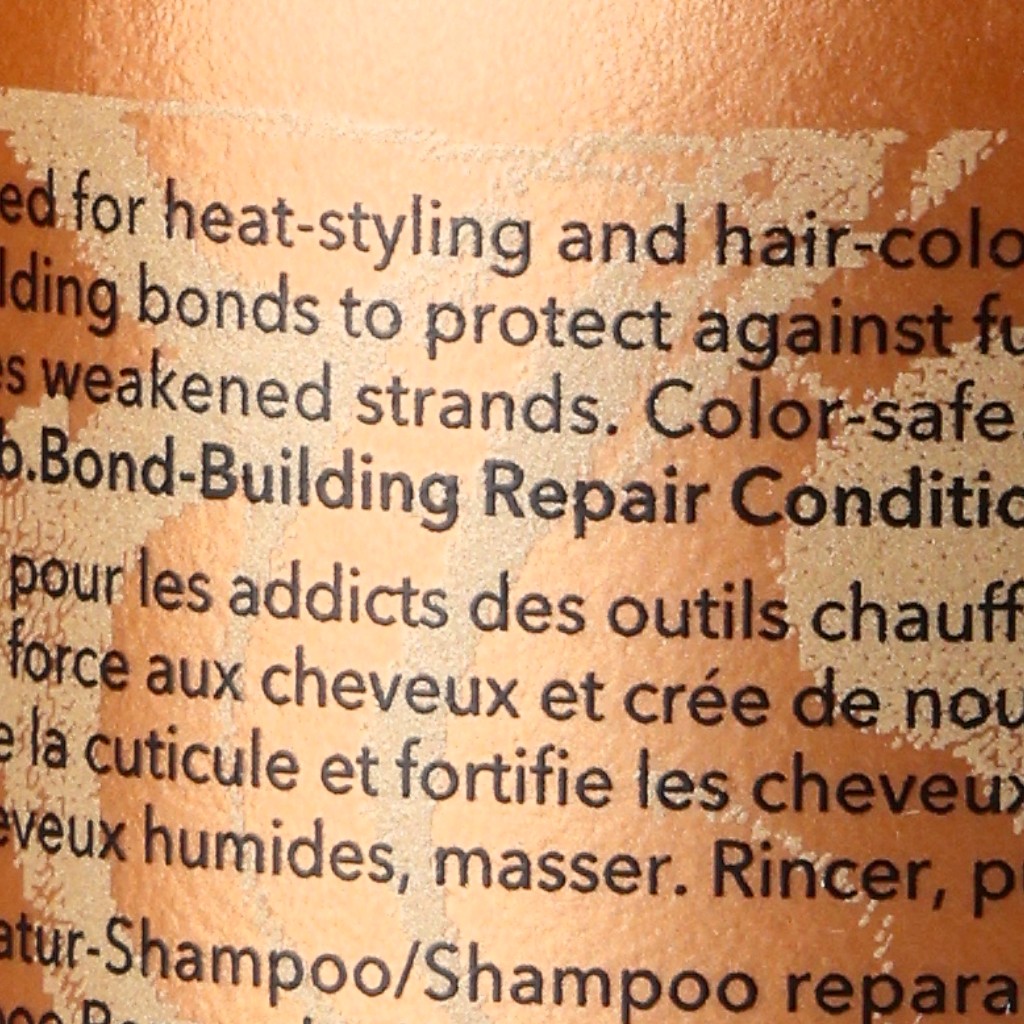 ed for heat-styling and hair-colo
lding bonds to protect against fu
es weakened strands. Color-safe.
b.Bond-Building Repair Conditio
pour les addicts des outils chauff
force aux cheveux et crée de nou
e la cuticule et fortifie les cheveux
eveux humides, masser. Rincer, pu
atur-Shampoo/Shampoo repara